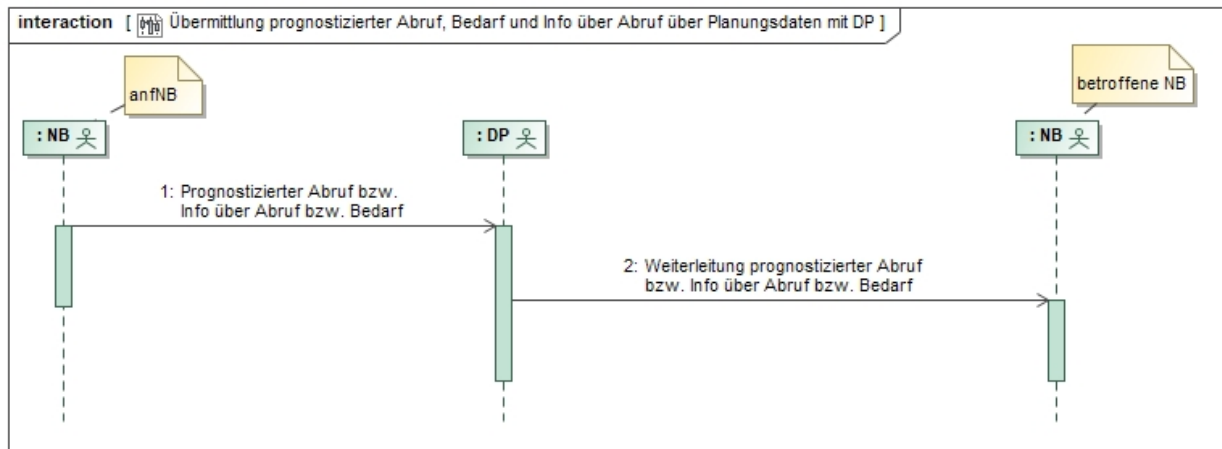 interaction [ Übermittlung prognostizierter Abruf, Bedarf und Info über Abruf über Planungsdaten mit DP ]
anfNB
betroffene NB
: NB
: DP
: NB
1: Prognostizierter Abruf bzw.
Info über Abruf bzw. Bedarf
2: Weiterleitung prognostizierter Abruf
bzw. Info über Abruf bzw. Bedarf